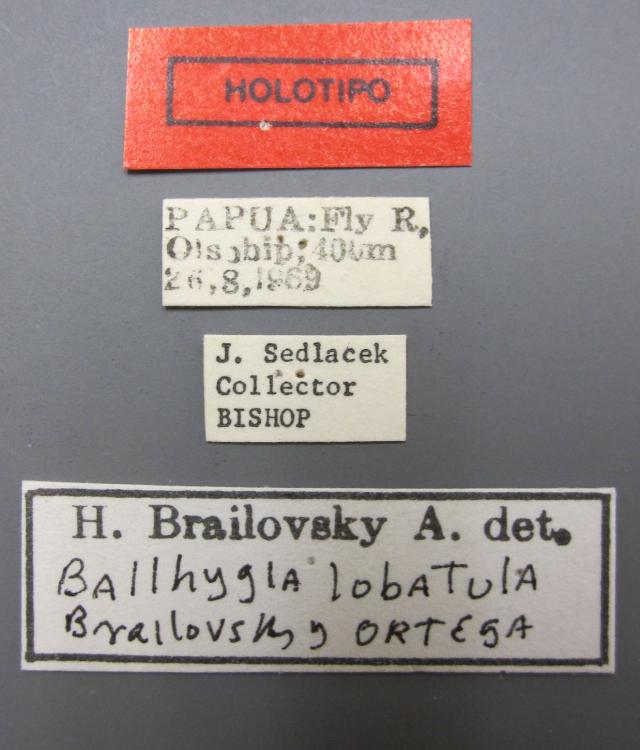 HOLOTIPO
PAPUA:Fly R,
Olsobip; 400m
26,8,1969
J. Sedlacek
Collector
BISHOP
H. Brailovsky A. det.
BAllhyglA lobATulA
Brailovsky y ORTEGA